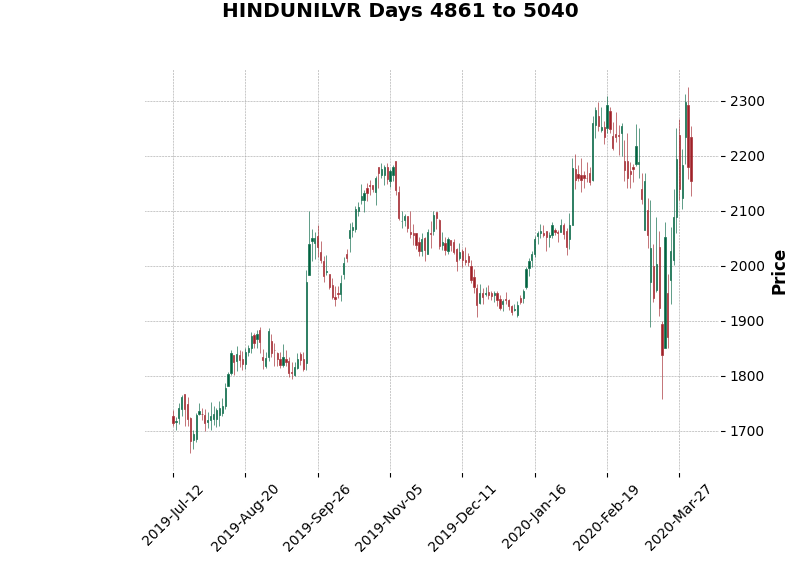 HINDUNILVR Days 4861 to 5040
2300
2200
2100
2000
1900
1800
1700
Price
2019-Jul-12
2019-Aug-20
2019-Sep-26
2019-Nov-05
2019-Dec-11
2020-Jan-16
2020-Feb-19
2020-Mar-27